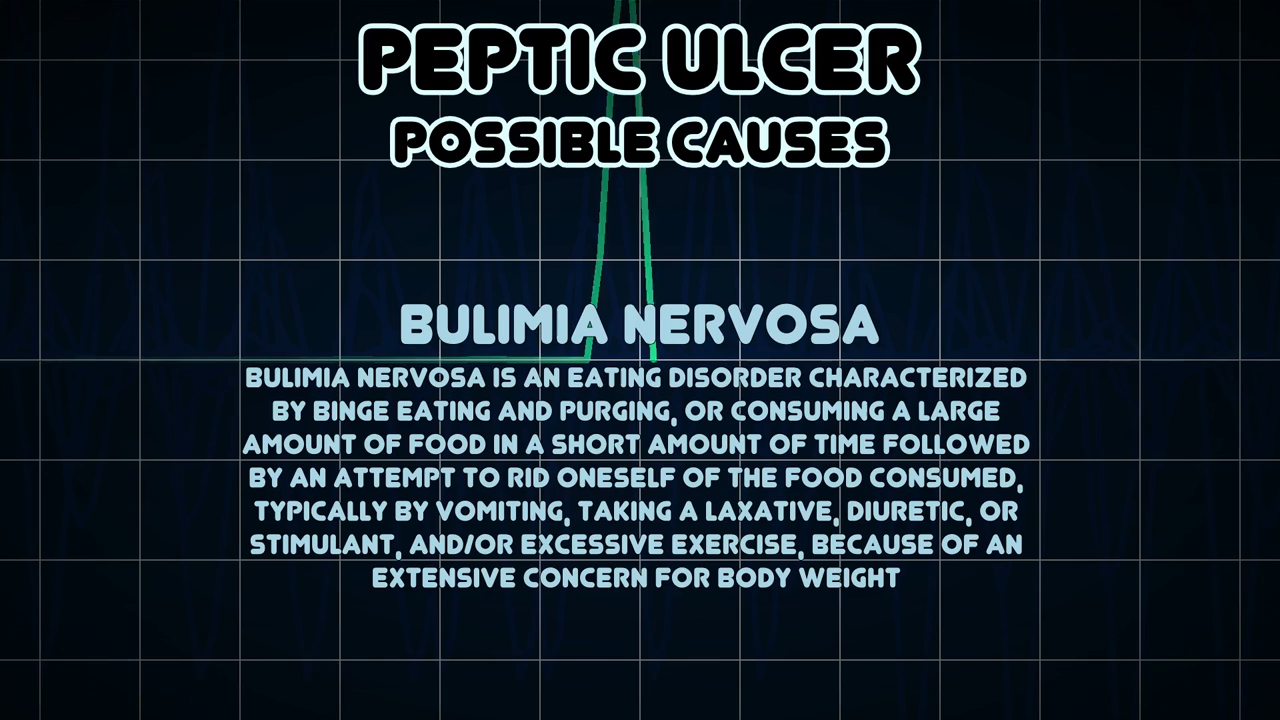 PEPTIC ULCER
POSSIBLE CAUSES
BULIMIA NERVOSA
BULIMIA NERVOSA IS AN EATING DISORDER CHARACTERIZED
BY BINGE EATING AND PURGING, OR CONSUMING A LARGE
AMOUNT OF FOOD IN A SHORT AMOUNT OF TIME FOLLOWED
BY AN ATTEMPT TO RID ONESELF OF THE FOOD CONSUMED,
TYPICALLY BY VOMITING, TAKING A LAXATIVE, DIURETIC, OR
STIMULANT, AND/OR EXCESSIVE EXERCISE, BECAUSE OF AN
EXTENSIVE CONCERN FOR BODY WEIGHT